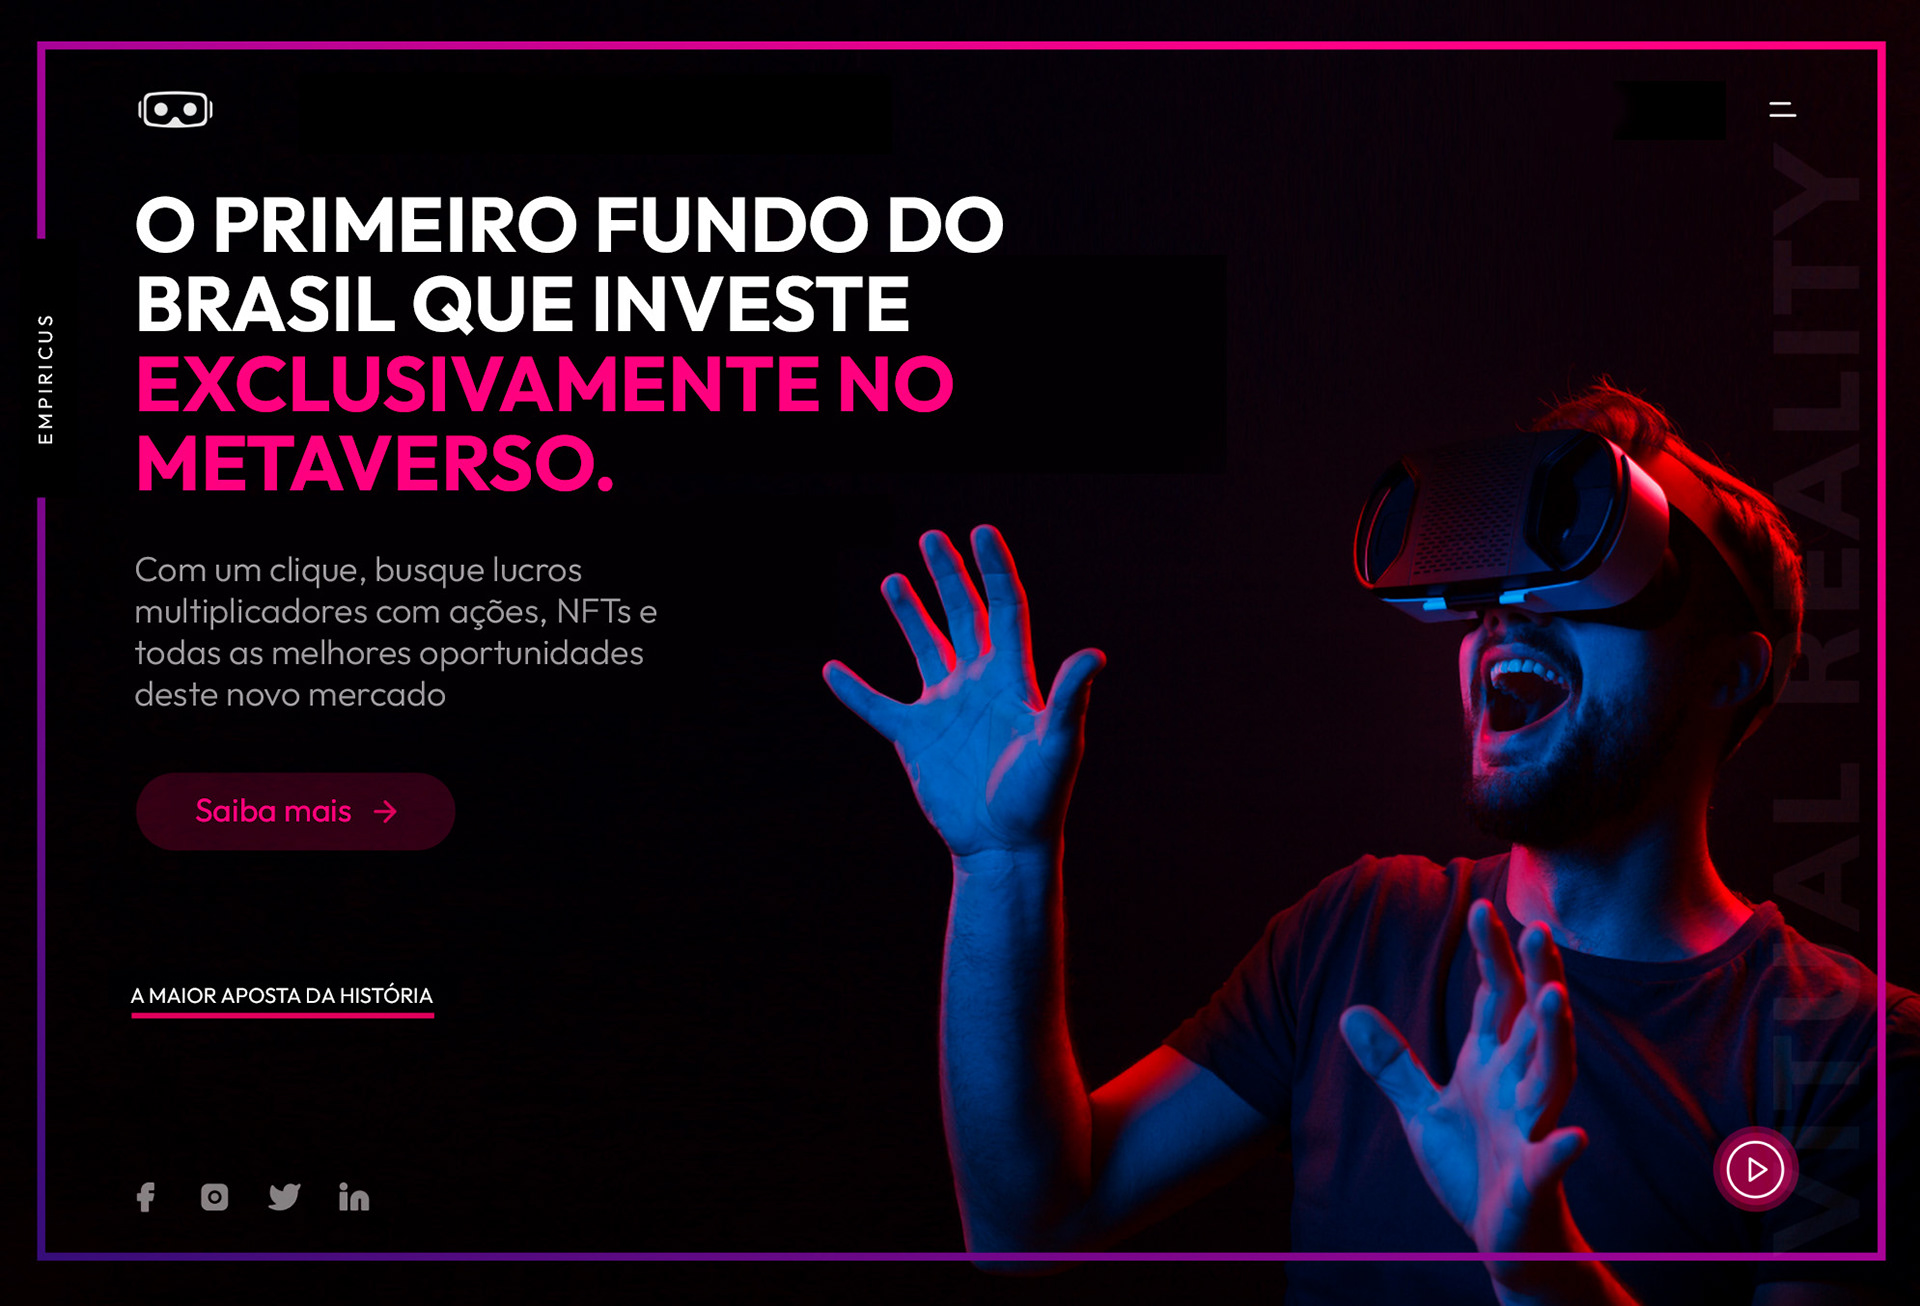 O PRIMEIRO FUNDO DO
BRASIL QUE INVESTE
EXCLUSIVAMENTE NO
METAVERSO.
EMPIRICUS
Com um clique, busque lucros
multiplicadores com ações, NFTs e
todas as melhores oportunidades
deste novo mercado
Saiba mais
A MAIOR APOSTA DA HISTÓRIA
VITUAL REALITY